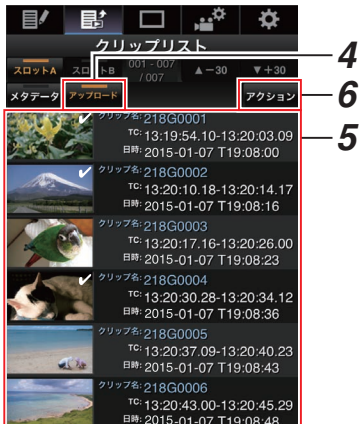 クリップリスト
スロットA スロットB 001 - 007 / 007 ▲−30 ▼+30
4
メタデータ アップロード アクション
6
クリップ名: 218G0001
5
TC: 13:19:54.10-13:20:03.09
日時: 2015-01-07 T19:08:00
クリップ名: 218G0002
TC: 13:20:10.18-13:20:14.17
日時: 2015-01-07 T19:08:16
クリップ名: 218G0003
TC: 13:20:17.16-13:20:26.00
日時: 2015-01-07 T19:08:23
クリップ名: 218G0004
TC: 13:20:30.28-13:20:34.12
日時: 2015-01-07 T19:08:36
クリップ名: 218G0005
TC: 13:20:37.09-13:20:40.23
日時: 2015-01-07 T19:08:43
クリップ名: 218G0006
TC: 13:20:43.00-13:20:45.29
日時: 2015-01-07 T19:08:48